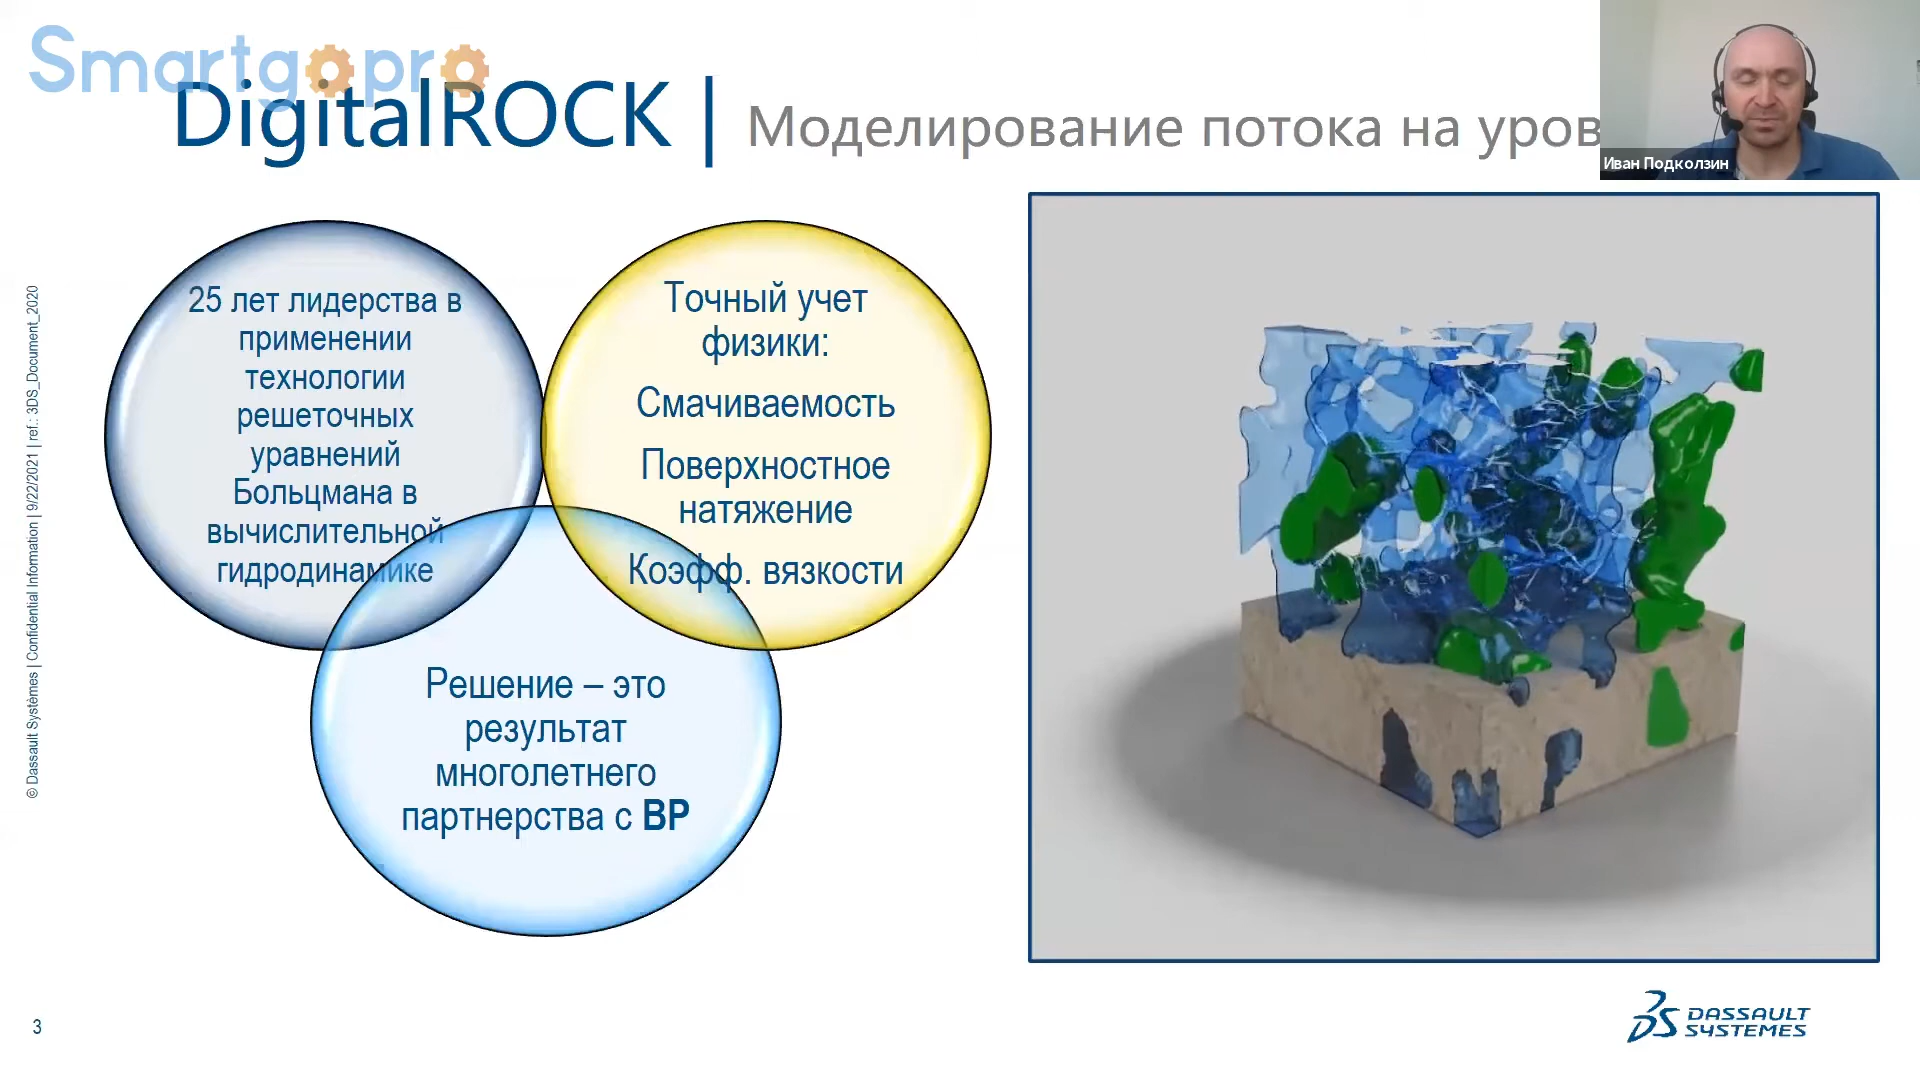 Smartgopro
DigitalROCK | Моделирование потока на уров
Иван Подколзин
25 лет лидерства в
применении
технологии
решеточных
уравнений
Больцмана в
вычислительной
гидродинамике
Точный учет
физики:
Смачиваемость
Поверхностное
натяжение
Коэфф. вязкости
Решение – это
результат
многолетнего
партнерства с BP
© Dassault Systèmes | Confidential Information | 9/22/2021 | ref.: 3DS_Document_2020
3
DASSAULT
SYSTEMES